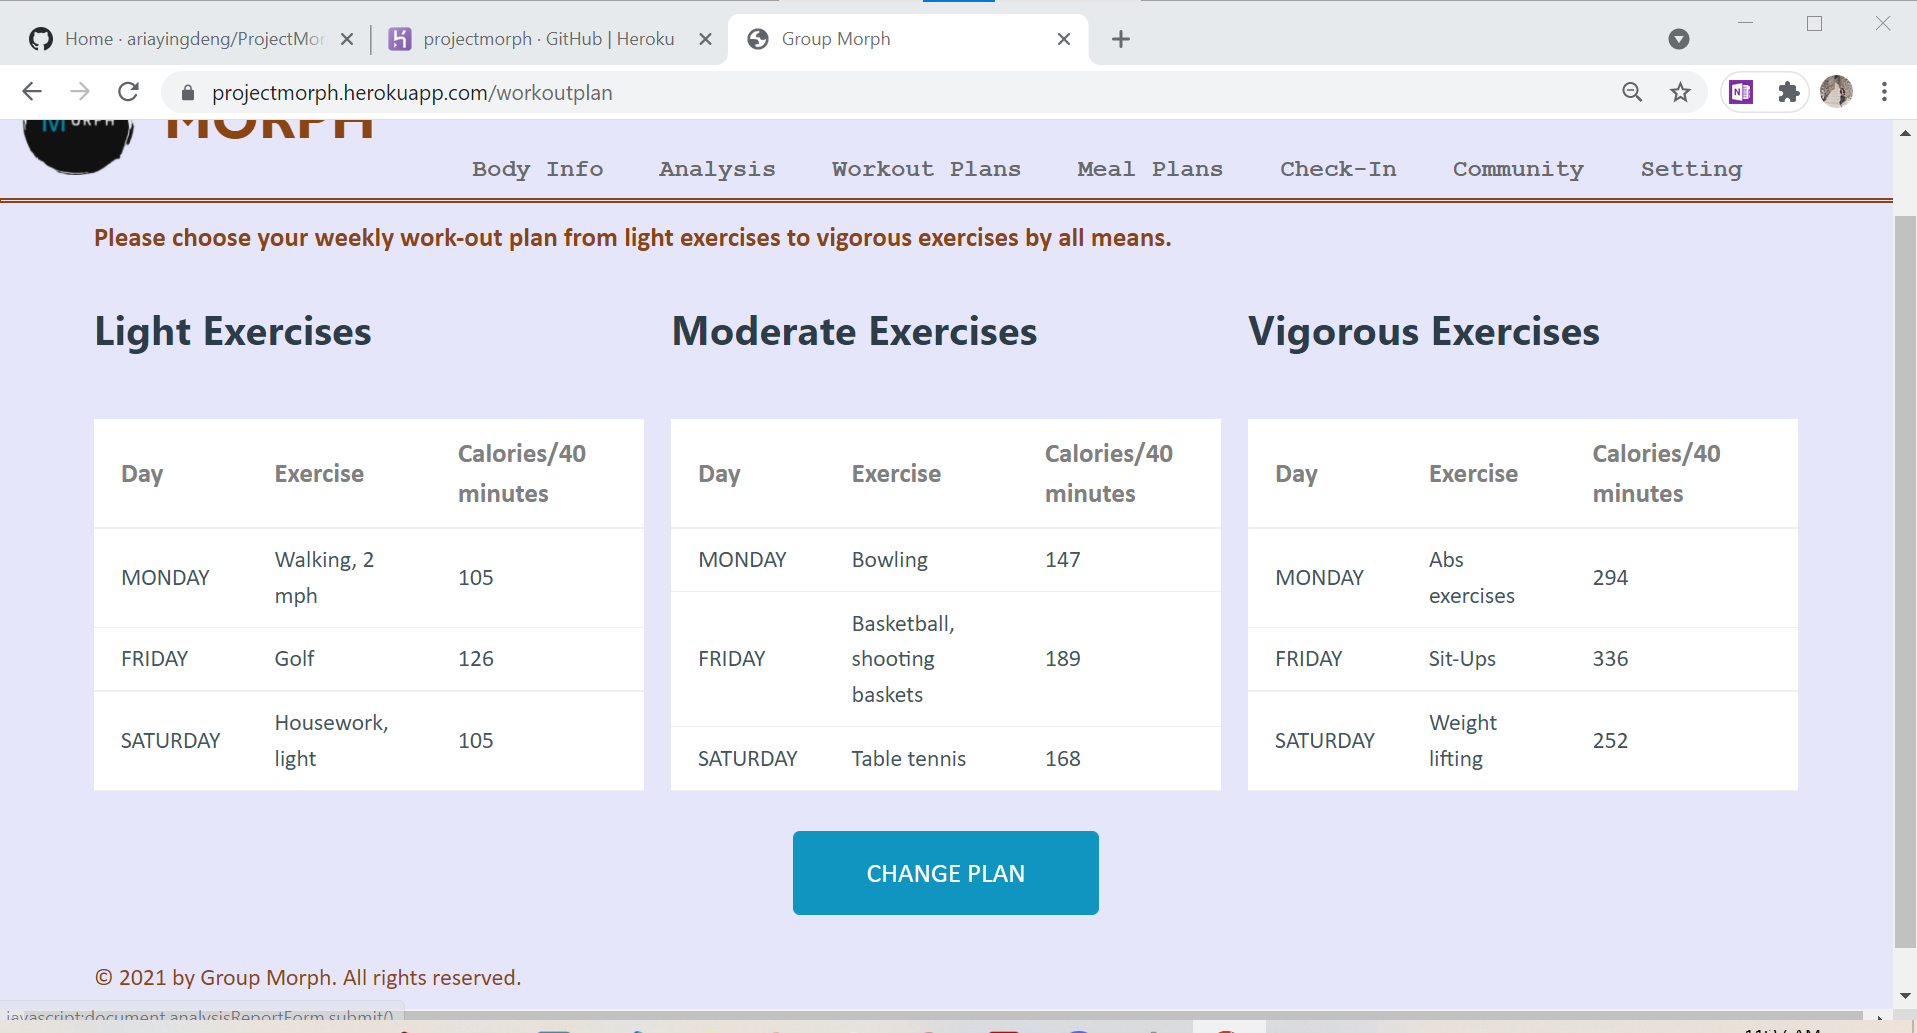 Home · ariayingdeng/ProjectMor
projectmorph · GitHub | Heroku
Group Morph
projectmorph.herokuapp.com/workoutplan
MORPH
MORPH
Body Info Analysis Workout Plans Meal Plans Check-In Community Setting
Please choose your weekly work-out plan from light exercises to vigorous exercises by all means.
Light Exercises
Day Exercise Calories/40
minutes
MONDAY Walking, 2
mph 105
FRIDAY Golf 126
SATURDAY Housework,
light 105
Moderate Exercises
Day Exercise Calories/40
minutes
MONDAY Bowling 147
FRIDAY Basketball,
shooting
baskets 189
SATURDAY Table tennis 168
Vigorous Exercises
Day Exercise Calories/40
minutes
MONDAY Abs
exercises 294
FRIDAY Sit-Ups 336
SATURDAY Weight
lifting 252
CHANGE PLAN
© 2021 by Group Morph. All rights reserved.
javascript:document.analysisReportForm.submit()